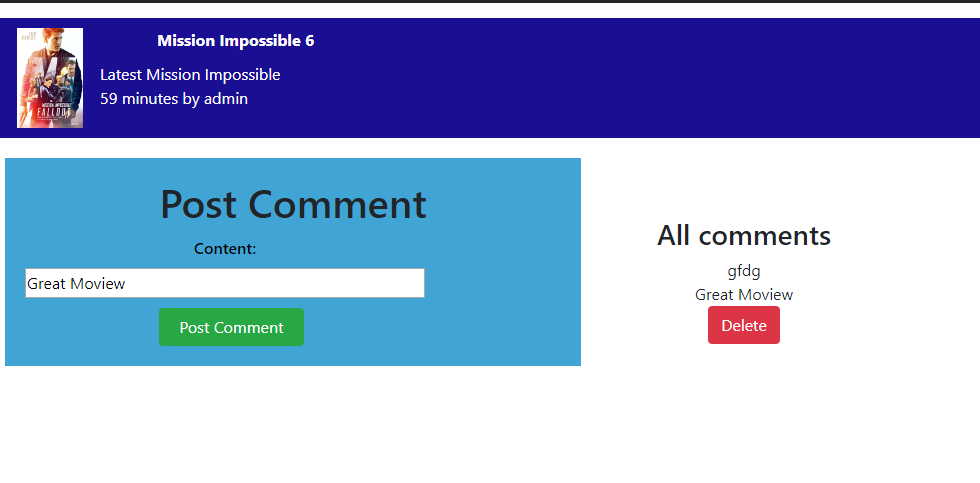 Mission Impossible 6
Latest Mission Impossible
59 minutes by admin
FALLOUT
Post Comment
Content:
Great Moview
Post Comment
All comments
gfdg
Great Moview
Delete